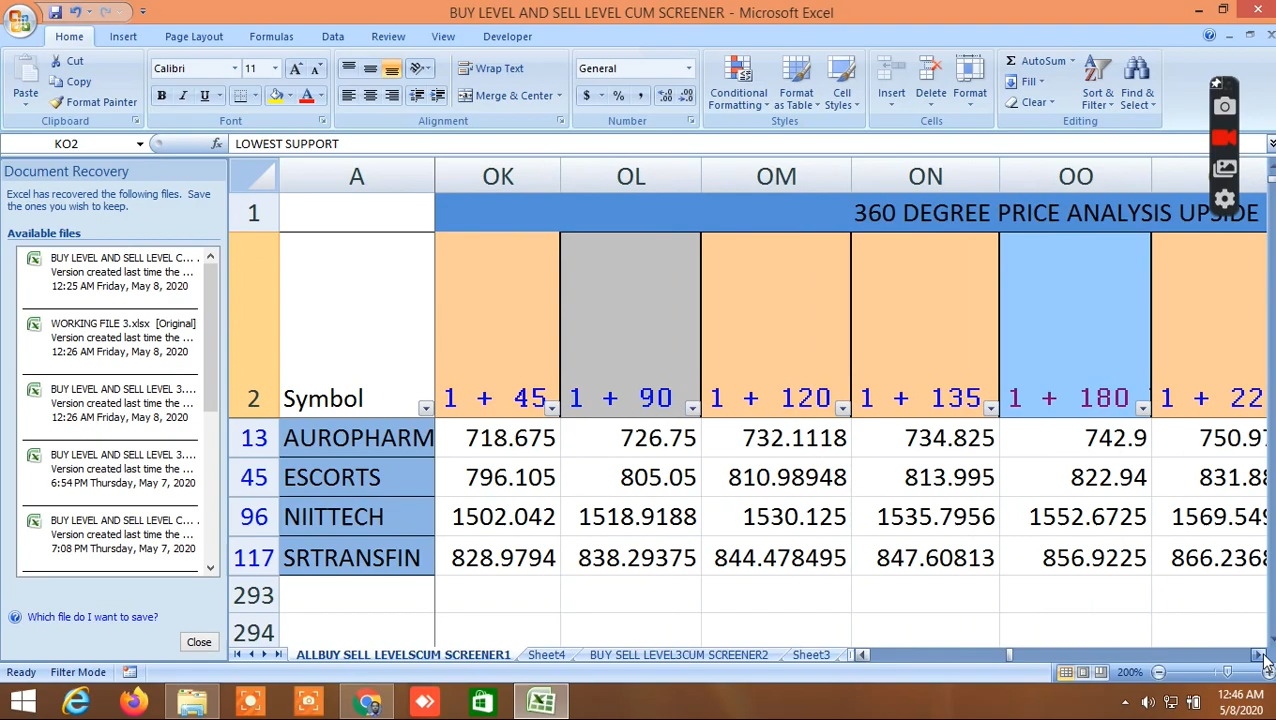 BUY LEVEL AND SELL LEVEL CUM SCREENER - Microsoft Excel
Home Insert Page Layout Formulas Data Review View Developer
Paste
Cut
Copy
Format Painter
Clipboard
Calibri 11
B I U A A A
Font
Wrap Text
Merge & Center
Alignment
General
$ % ,
Number
Conditional Formatting
Format as Table
Cell Styles
Styles
Insert Delete Format
Cells
Σ AutoSum
Fill
Clear
Sort & Filter
Find & Select
Editing
KO2 fx LOWEST SUPPORT
Document Recovery
Excel has recovered the following files. Save
the ones you wish to keep.
Available files
BUY LEVEL AND SELL LEVEL C...
Version created last time the ...
12:25 AM Friday, May 8, 2020
WORKING FILE 3.xlsx [Original]
Version created last time the ...
12:26 AM Friday, May 8, 2020
BUY LEVEL AND SELL LEVEL 3....
Version created last time the ...
12:26 AM Friday, May 8, 2020
BUY LEVEL AND SELL LEVEL 3....
Version created last time the ...
6:54 PM Thursday, May 7, 2020
BUY LEVEL AND SELL LEVEL C...
Version created last time the ...
7:08 PM Thursday, May 7, 2020
Which file do I want to save?
Close
A OK OL OM ON OO
1 360 DEGREE PRICE ANALYSIS UPSIDE
2 Symbol 1 + 45 1 + 90 1 + 120 1 + 135 1 + 180 1 + 22
13 AUROPHARM 718.675 726.75 732.1118 734.825 742.9 750.97
45 ESCORTS 796.105 805.05 810.98948 813.995 822.94 831.88
96 NIITTECH 1502.042 1518.9188 1530.125 1535.7956 1552.6725 1569.549
117 SRTRANSFIN 828.9794 838.29375 844.478495 847.60813 856.9225 866.2368
293
294
ALLBUY SELL LEVELSCUM SCREENER1 Sheet4 BUY SELL LEVEL3CUM SCREENER2 Sheet3
Ready Filter Mode 200%
12:46 AM
5/8/2020